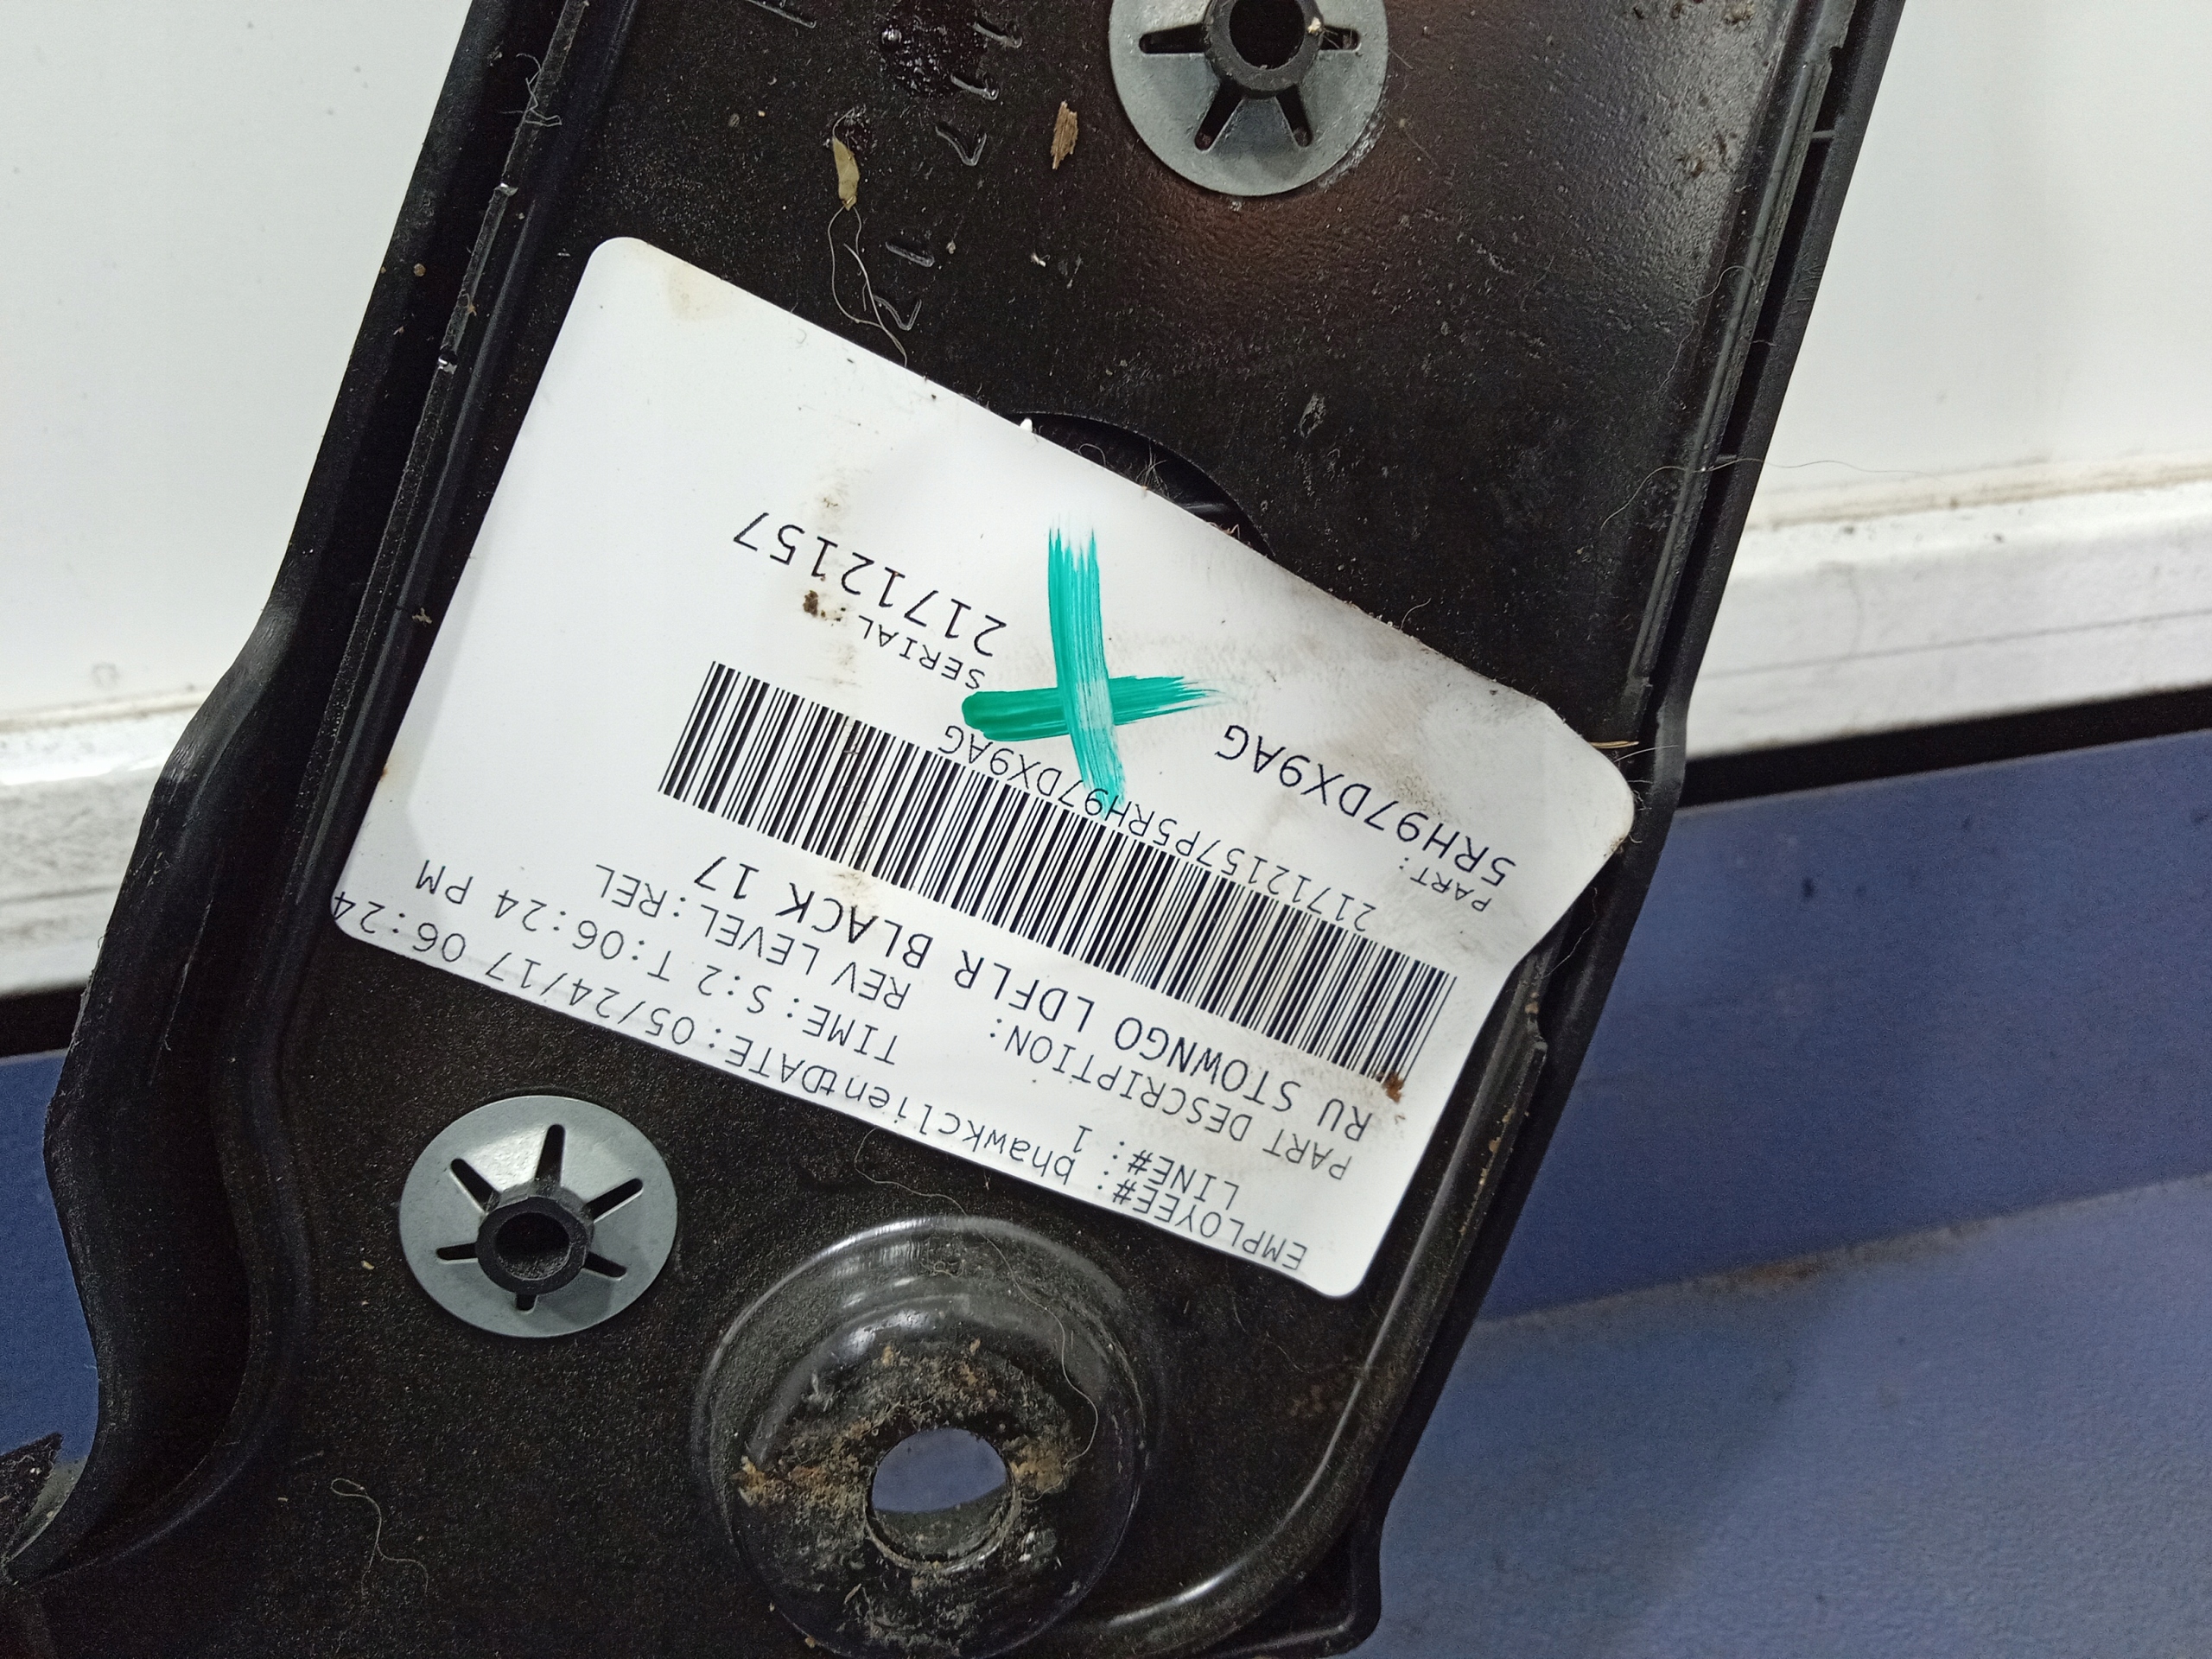 EMPLOYEE#: bhawkclientDATE: 05/24/17 06:24
LINE#: 1
TIME: S:2 T: 06:24 PM
PART DESCRIPTION:
REV LEVEL: REL
RU STOWNGO LDFLR BLACK 17
21712157P5RH97DX9AG
PART:
5RH97DX9AG
SERIAL:
21712157